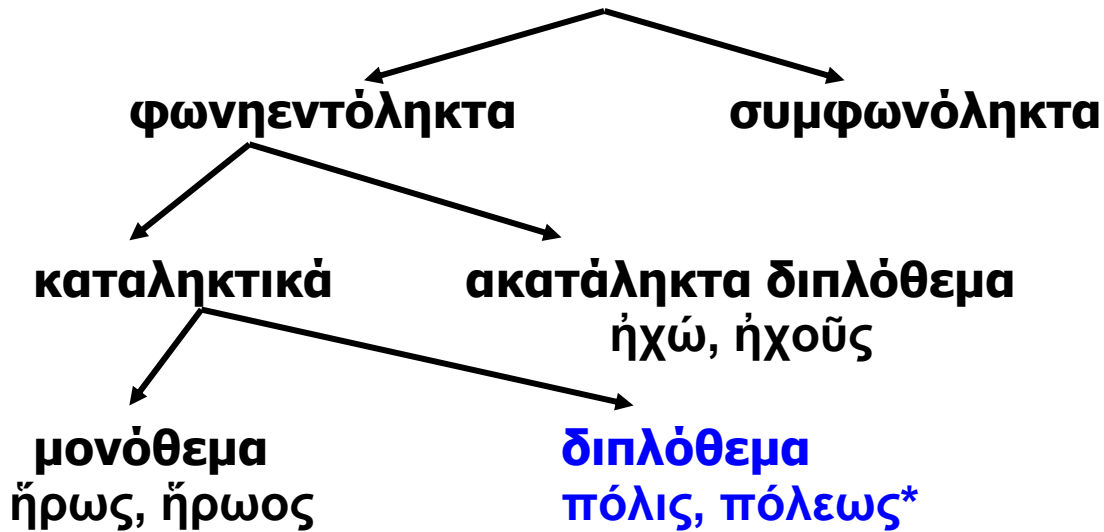 φωνηεντόληκτα συμφωνόληκτα
καταληκτικά ακατάληκτα διπλόθεμα
ἠχώ, ἠχοῦς
μονόθεμα διπλόθεμα
ἥρως, ἥρωος πόλις, πόλεως*